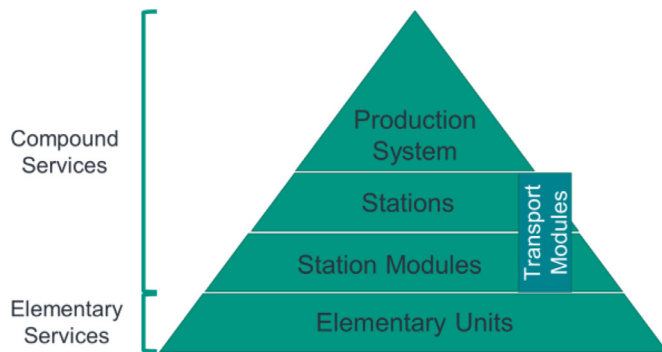 Production
System
Compound
Services
Stations
Transport
Modules
Station Modules
Elementary
Services
Elementary Units